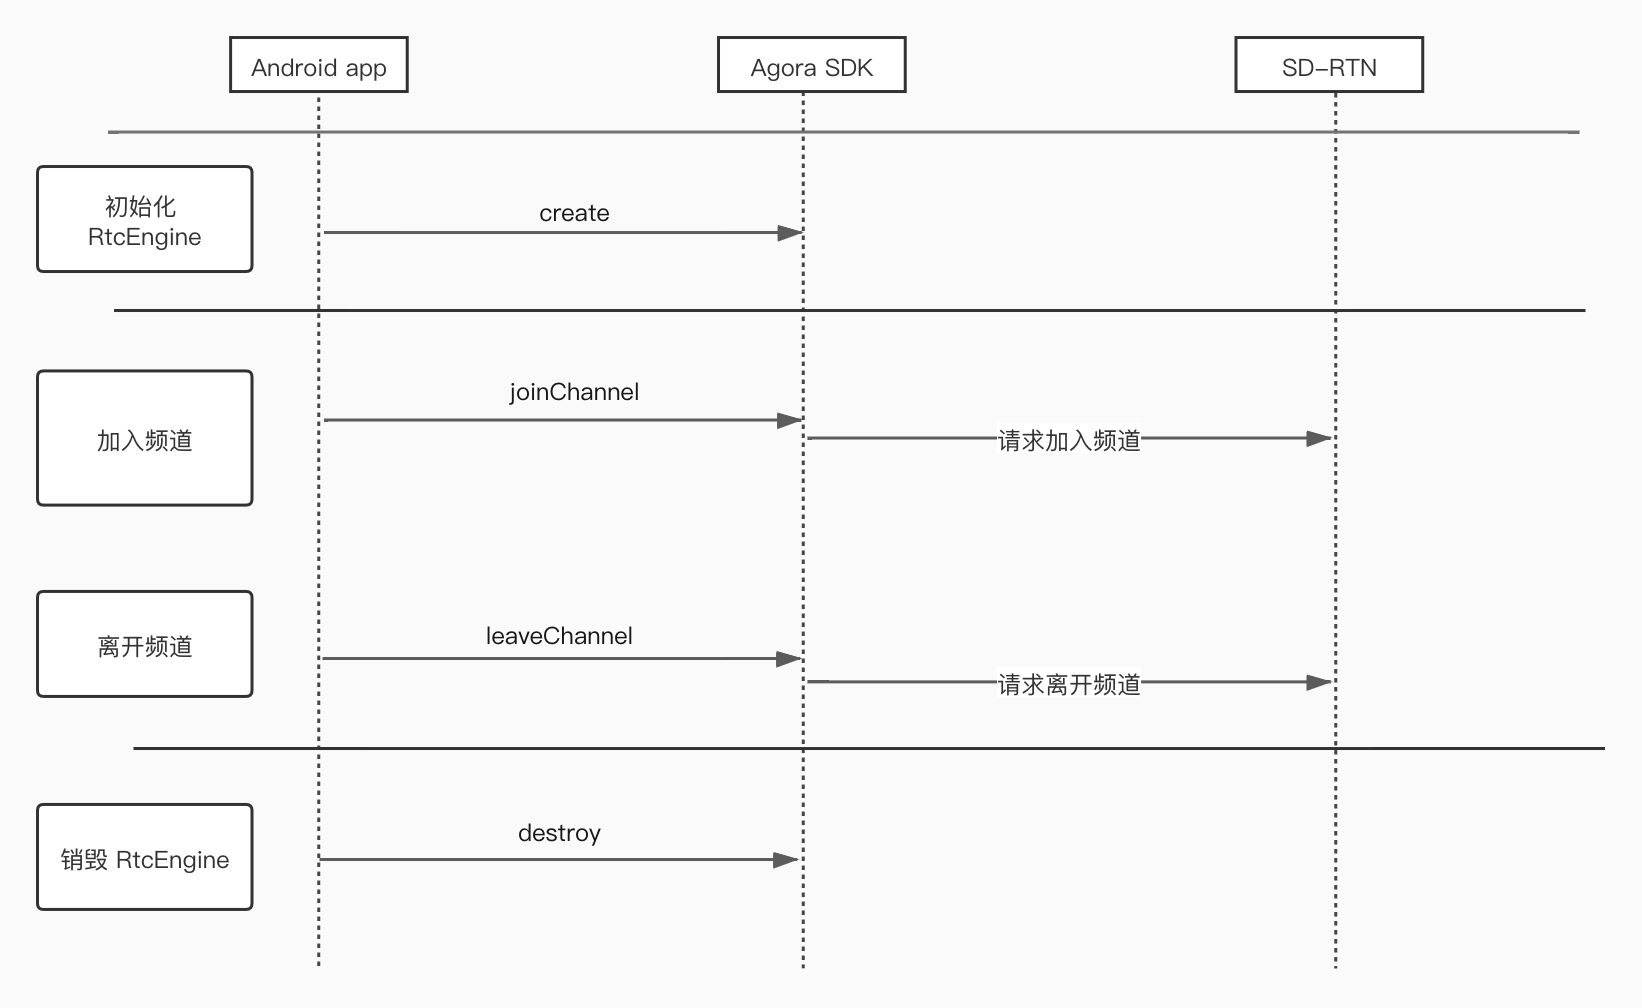 Android app
Agora SDK
SD-RTN
初始化
RtcEngine
create
加入频道
joinChannel
请求加入频道
离开频道
leaveChannel
请求离开频道
销毁 RtcEngine
destroy